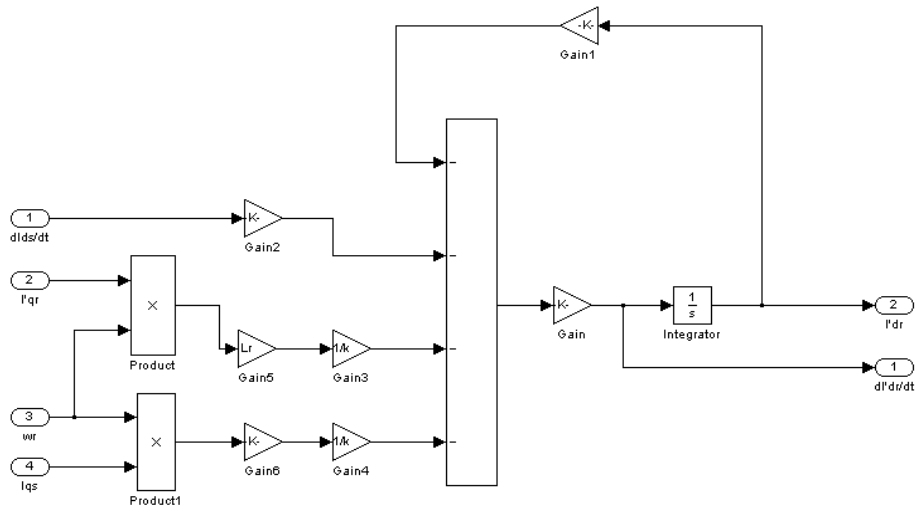 -K-
Gain1
1
dIds/dt
K-
Gain2
2
I'qr
×
Product
Lr
Gain5
1/k
Gain3
K-
Gain
1
s
Integrator
2
I'dr
1
dI'dr/dt
3
wr
4
Iqs
×
Product1
K-
Gain6
1/k
Gain4